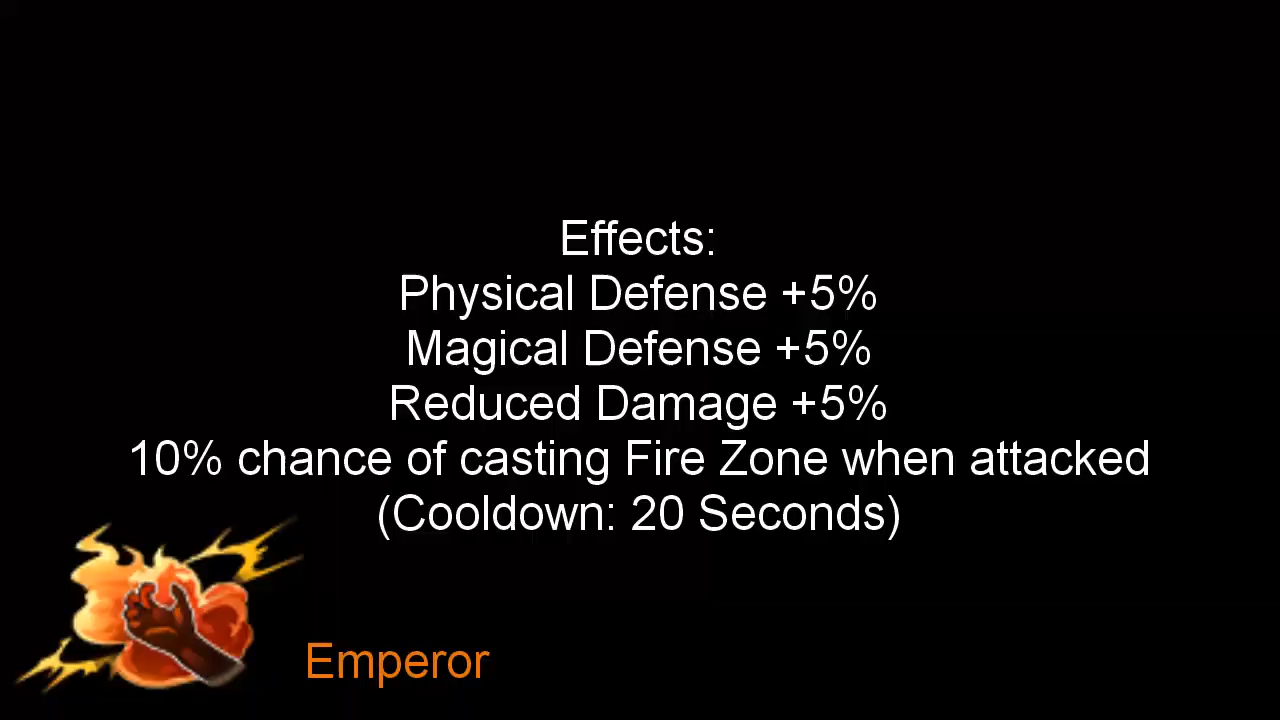 Effects:
Physical Defense +5%
Magical Defense +5%
Reduced Damage +5%
10% chance of casting Fire Zone when attacked
(Cooldown: 20 Seconds)
Emperor